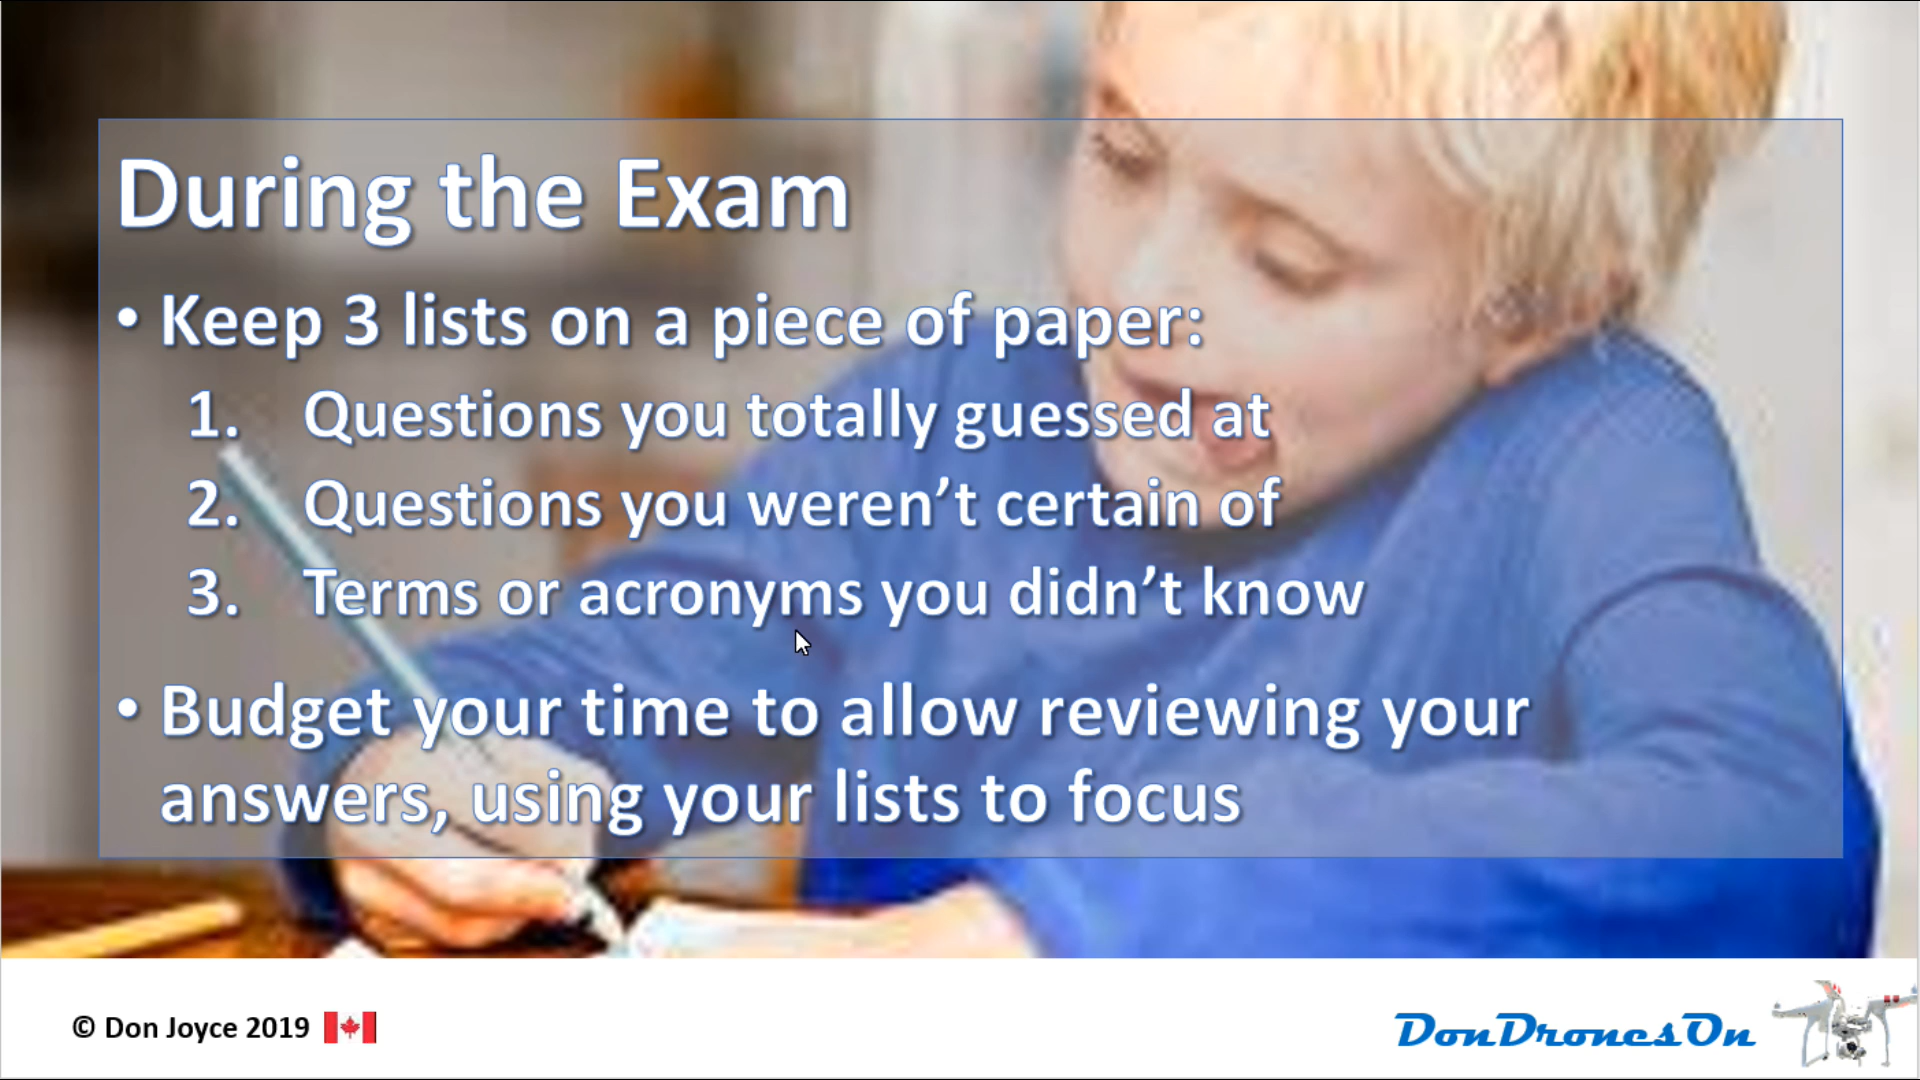 During the Exam
• Keep 3 lists on a piece of paper:
1. Questions you totally guessed at
2. Questions you weren’t certain of
3. Terms or acronyms you didn’t know
• Budget your time to allow reviewing your
answers, using your lists to focus
© Don Joyce 2019
DonDronesOn